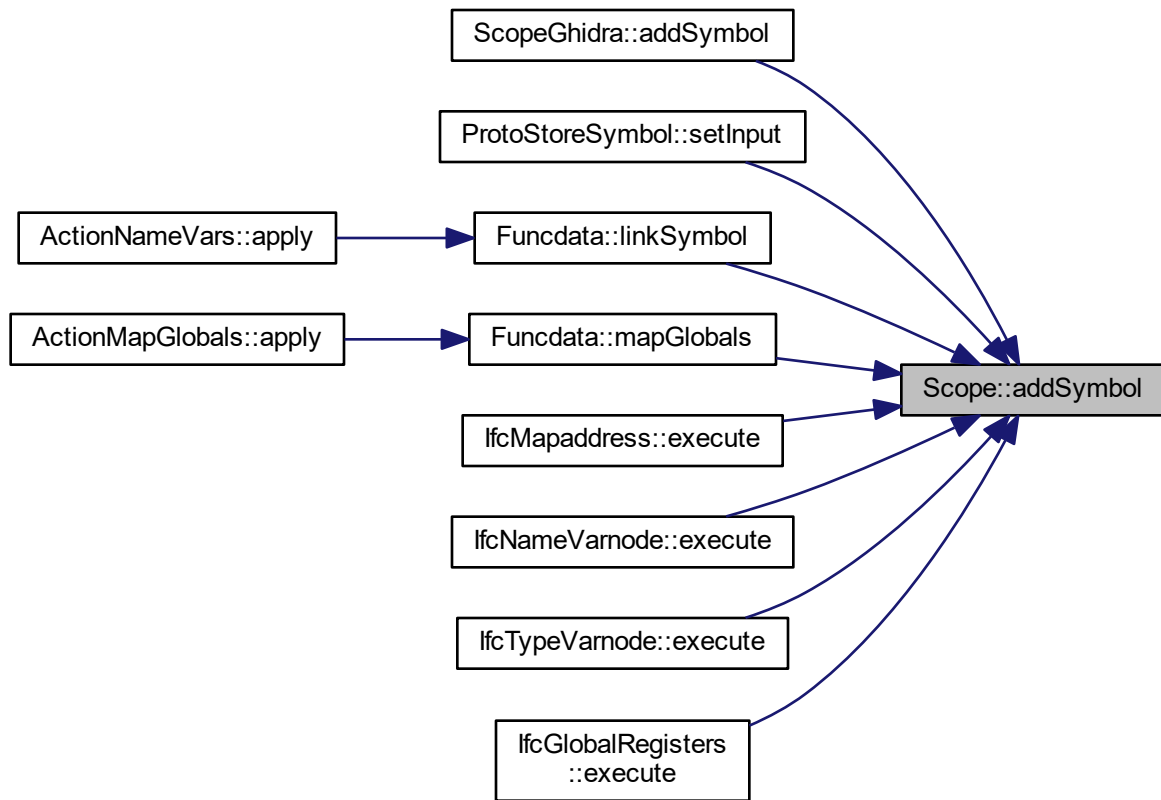 ScopeGhidra::addSymbol
ProtoStoreSymbol::setInput
ActionNameVars::apply
Funcdata::linkSymbol
ActionMapGlobals::apply
Funcdata::mapGlobals
Scope::addSymbol
IfcMapaddress::execute
IfcNameVarnode::execute
IfcTypeVarnode::execute
IfcGlobalRegisters
::execute